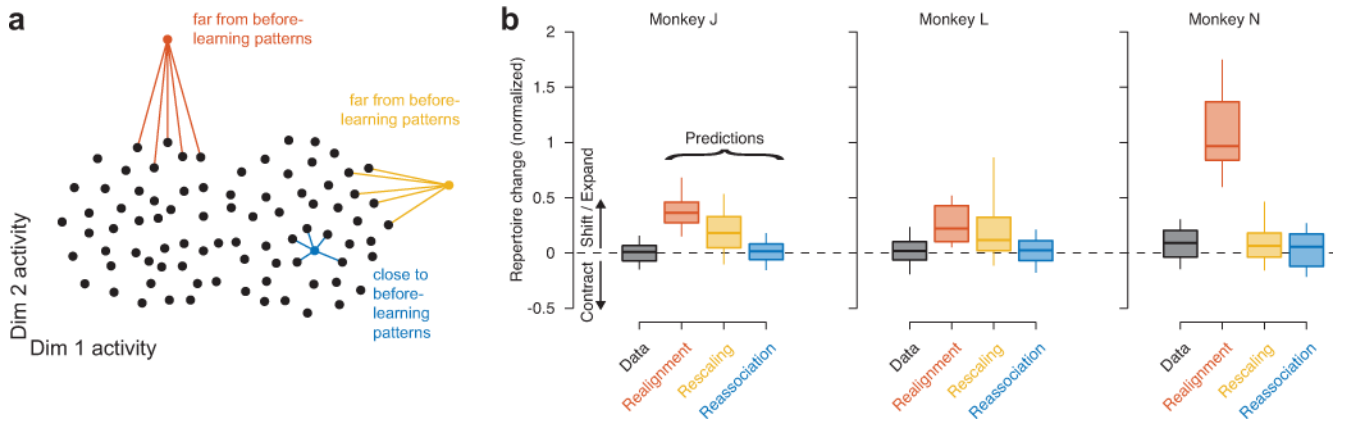 a
far from before-
learning patterns
far from before-
learning patterns
close to
before-
learning
patterns
Dim 2 activity
Dim 1 activity
b
Monkey J
Monkey L
Monkey N
Repertoire change (normalized)
Shift / Expand
Contract
2
1.5
1
0.5
0
-0.5
Predictions
Data
Realignment
Rescaling
Reassociation
Data
Realignment
Rescaling
Reassociation
Data
Realignment
Rescaling
Reassociation